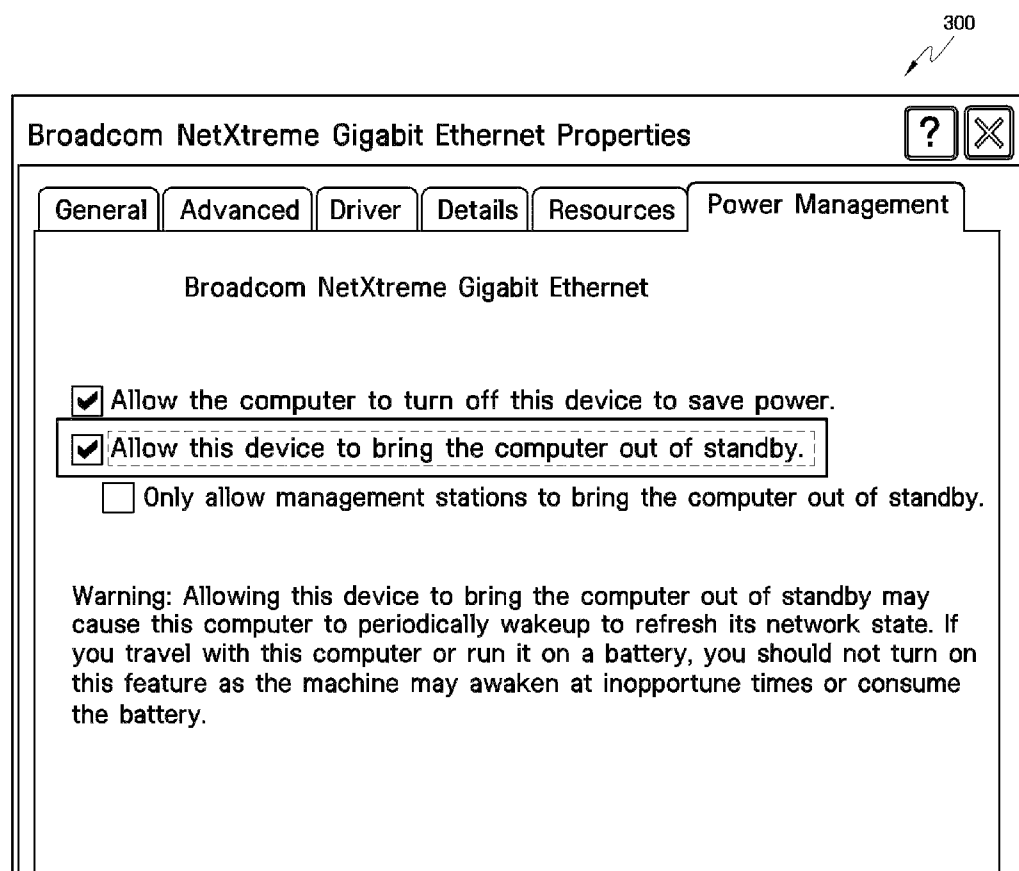 300
Broadcom NetXtreme Gigabit Ethernet Properties
?
General Advanced Driver Details Resources Power Management
Broadcom NetXtreme Gigabit Ethernet
Allow the computer to turn off this device to save power.
Allow this device to bring the computer out of standby.
Only allow management stations to bring the computer out of standby.
Warning: Allowing this device to bring the computer out of standby may
cause this computer to periodically wakeup to refresh its network state. If
you travel with this computer or run it on a battery, you should not turn on
this feature as the machine may awaken at inopportune times or consume
the battery.